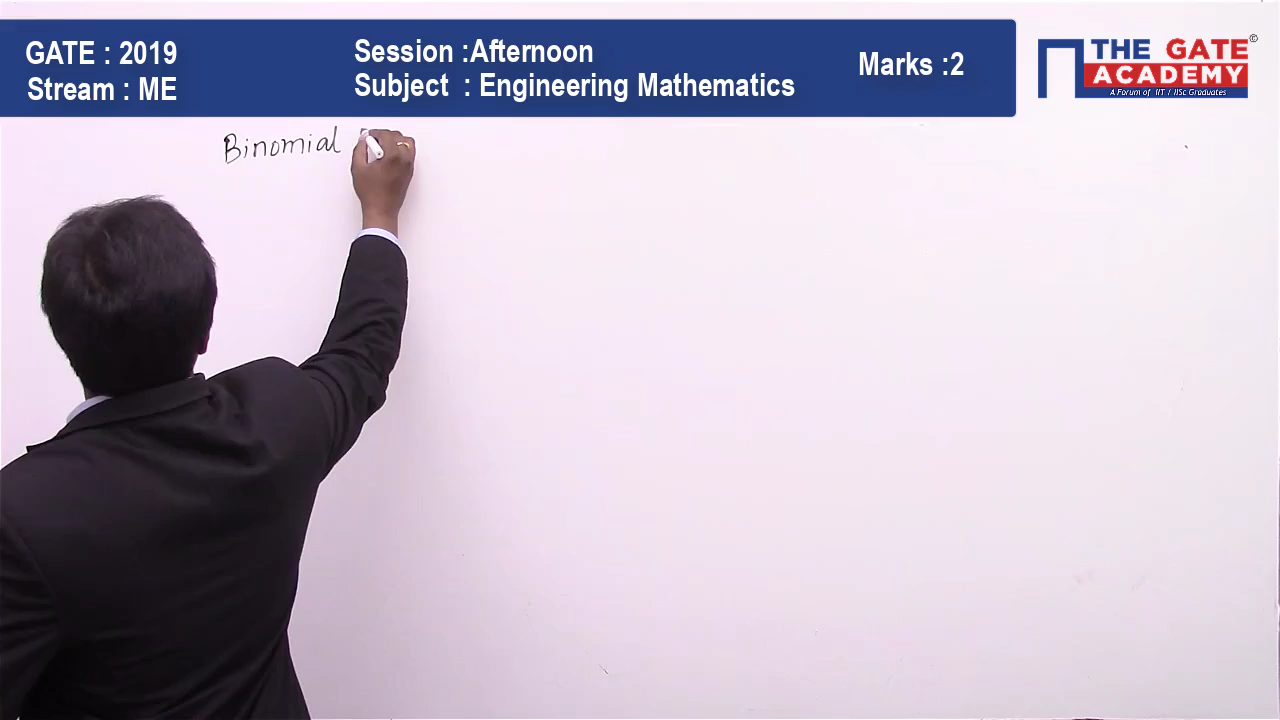 GATE : 2019
Stream : ME
Session :Afternoon
Subject : Engineering Mathematics
Marks :2
THE GATE
ACADEMY
©
A Forum of IIT / IISc Graduates
Binomial